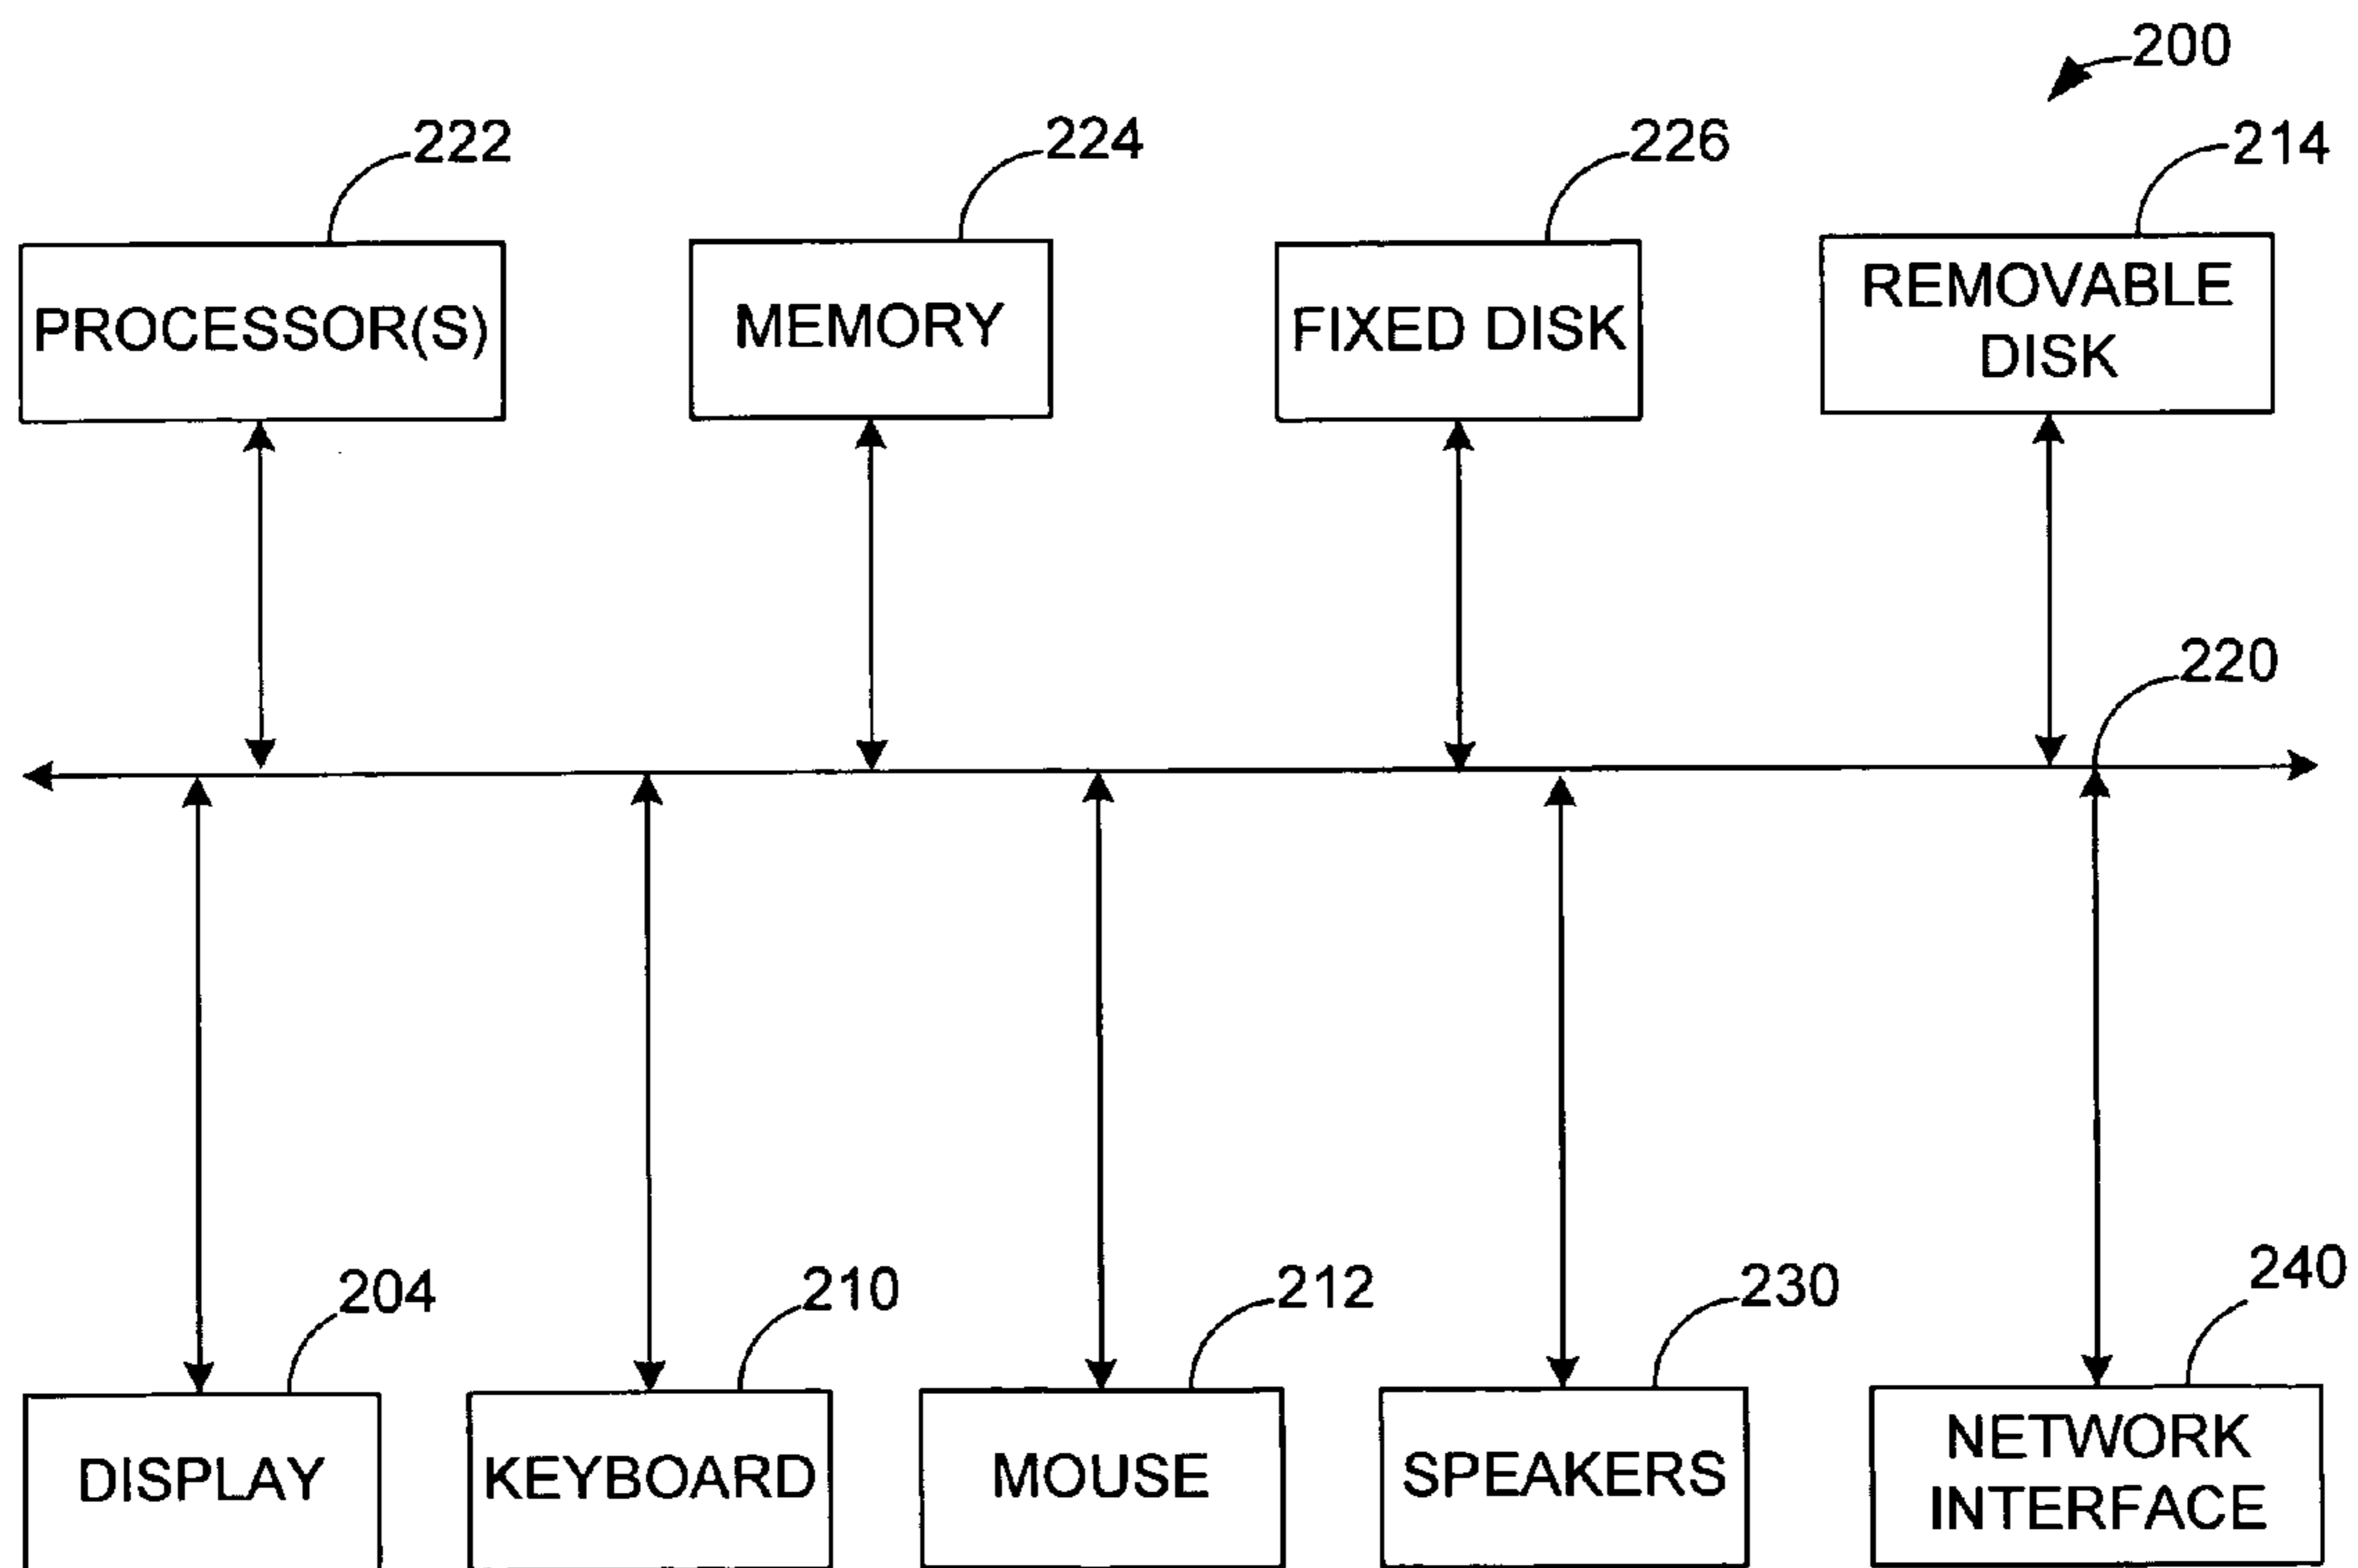 200
222
224
226
214
PROCESSOR(S)
MEMORY
FIXED DISK
REMOVABLE
DISK
220
204
210
212
230
240
DISPLAY
KEYBOARD
MOUSE
SPEAKERS
NETWORK
INTERFACE